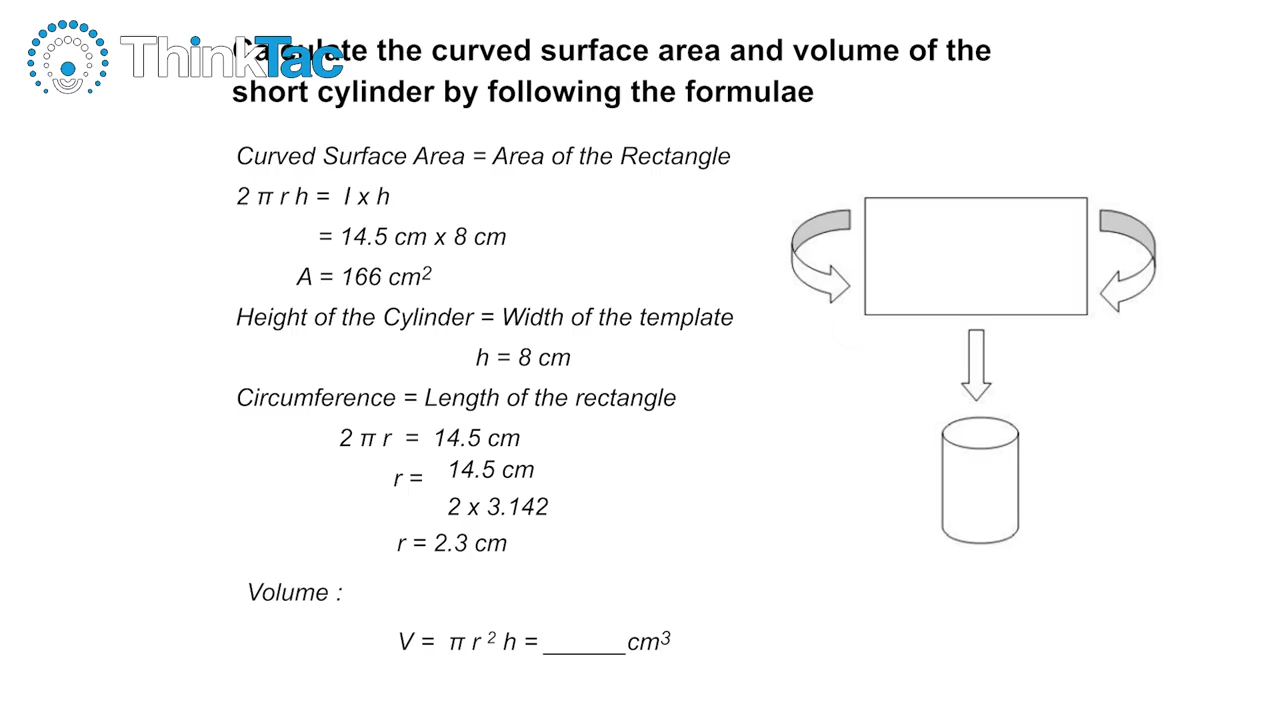 ThinkTac
Calculate the curved surface area and volume of the
short cylinder by following the formulae
Curved Surface Area = Area of the Rectangle
2 π r h = l x h
= 14.5 cm x 8 cm
A = 166 cm²
Height of the Cylinder = Width of the template
h = 8 cm
Circumference = Length of the rectangle
2 π r = 14.5 cm
r =
14.5 cm
2 x 3.142
r = 2.3 cm
Volume :
V = π r ² h = ______ cm³